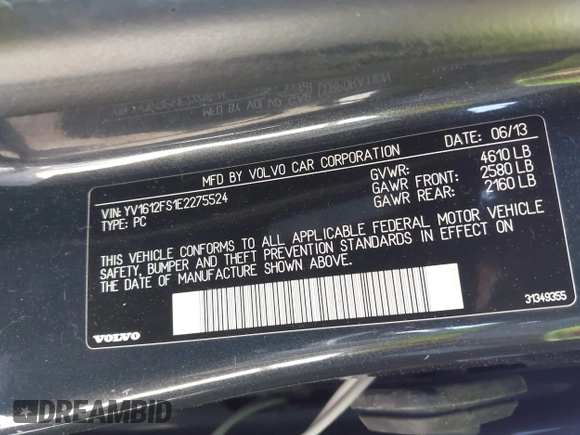 MFD BY VOLVO CAR CORPORATION DATE: 06/13
VIN: YV1612FS1E2275524 GVWR: 4610 LB
TYPE: PC GAWR FRONT: 2580 LB
GAWR REAR: 2160 LB
THIS VEHICLE CONFORMS TO ALL APPLICABLE FEDERAL MOTOR VEHICLE
SAFETY, BUMPER AND THEFT PREVENTION STANDARDS IN EFFECT ON
THE DATE OF MANUFACTURE SHOWN ABOVE.
31349355
VOLVO
DREAMBID